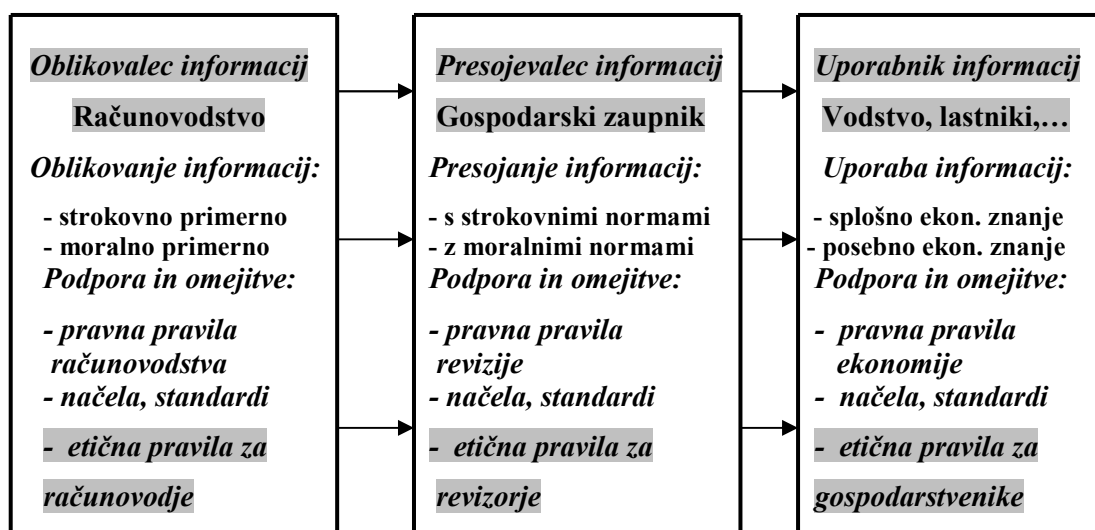 Oblikovalec informacij
Računovodstvo
Oblikovanje informacij:
- strokovno primerno
- moralno primerno
Podpora in omejitve:
- pravna pravila
računovodstva
- načela, standardi
- etična pravila za
računovodje
Presojevalec informacij
Gospodarski zaupnik
Presojanje informacij:
- s strokovnimi normami
- z moralnimi normami
Podpora in omejitve:
- pravna pravila
revizije
- načela, standardi
- etična pravila za
revizorje
Uporabnik informacij
Vodstvo, lastniki,…
Uporaba informacij:
- splošno ekon. znanje
- posebno ekon. znanje
Podpora in omejitve:
- pravna pravila
ekonomije
- načela, standardi
- etična pravila za
gospodarstvenike